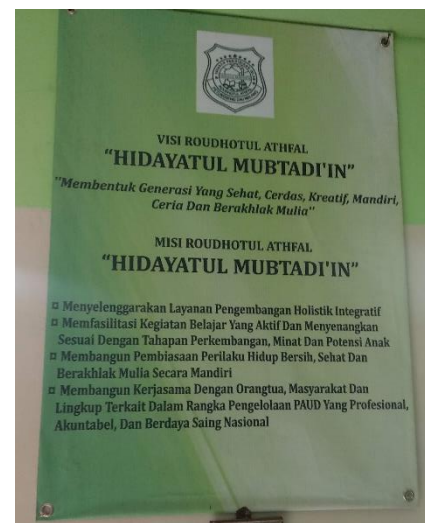 VISI ROUDHOTUL ATHFAL
"HIDAYATUL MUBTADI'IN"
"Membentuk Generasi Yang Sehat, Cerdas, Kreatif, Mandiri,
Ceria Dan Berakhlak Mulia"
MISI ROUDHOTUL ATHFAL
"HIDAYATUL MUBTADI'IN"
¤ Menyelenggarakan Layanan Pengembangan Holistik Integratif
¤ Memfasilitasi Kegiatan Belajar Yang Aktif Dan Menyenangkan
Sesuai Dengan Tahapan Perkembangan, Minat Dan Potensi Anak
¤ Membangun Pembiasaan Perilaku Hidup Bersih, Sehat Dan
Berakhlak Mulia Secara Mandiri
¤ Membangun Kerjasama Dengan Orangtua, Masyarakat Dan
Lingkup Terkait Dalam Rangka Pengelolaan PAUD Yang Profesional,
Akuntabel, Dan Berdaya Saing Nasional